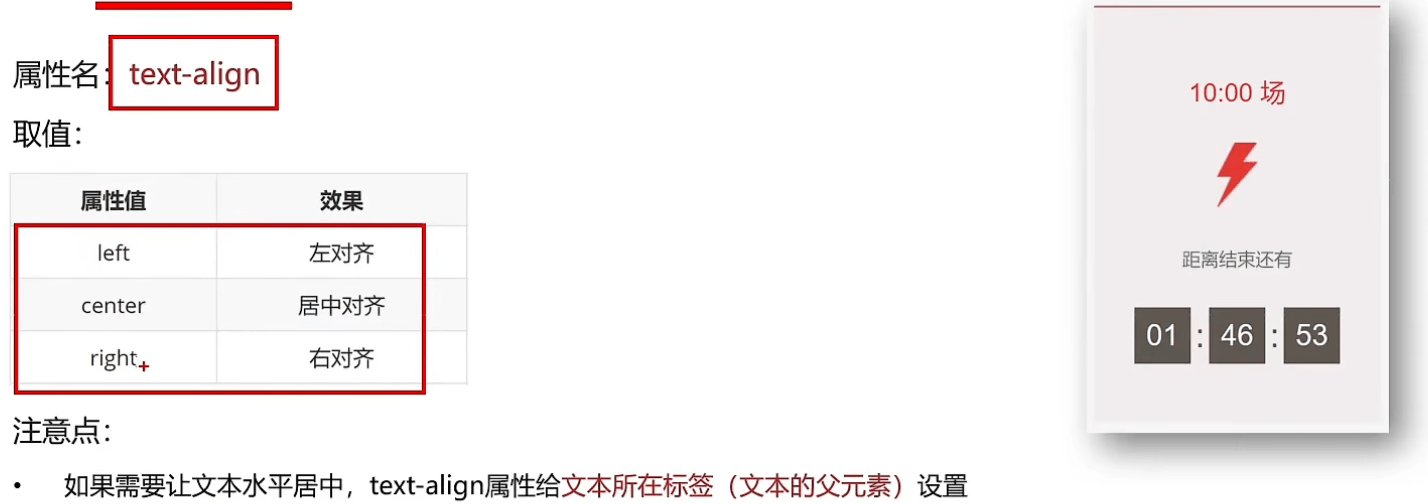 属性名：text-align
取值：
属性值 效果
left 左对齐
center 居中对齐
right 右对齐
注意点：
• 如果需要让文本水平居中，text-align属性给文本所在标签（文本的父元素）设置
10:00 场
距离结束还有
01 : 46 : 53